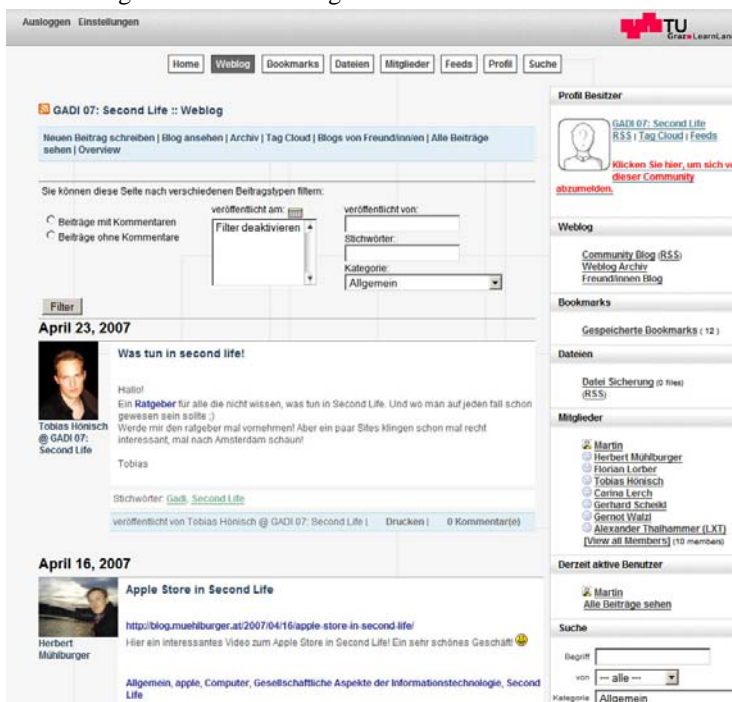 Ausloggen Einstellungen
TU
Graz LearnLan
Home Weblog Bookmarks Dateien Mitglieder Feeds Profil Suche
GADI 07: Second Life :: Weblog
Neuen Beitrag schreiben | Blog ansehen | Archiv | Tag Cloud | Blogs von Freund/innen | Alle Beiträge
sehen | Overview
Sie können diese Seite nach verschiedenen Beitragstypen filtern:
Beiträge mit Kommentaren
Beiträge ohne Kommentare
veröffentlicht am:
Filter deaktivieren
veröffentlicht von:
Stichwörter:
Kategorie:
Allgemein
Filter
April 23, 2007
Tobias Hönisch
@ GADI 07:
Second Life
Was tun in second life!
Hallo!
Ein Ratgeber für alle die nicht wissen, was tun in Second Life. Und wo man auf jeden fall schon
gewesen sein sollte ;)
Werde mir den ratgeber mal vornehmen! Aber ein paar Sites klingen schon mal recht
interessant, mal nach Amsterdam schaun!
Tobias
Stichwörter: Gadi, Second Life
veröffentlicht von Tobias Hönisch @ GADI 07: Second Life | Drucken | 0 Kommentar(e)
April 16, 2007
Herbert
Mühlburger
Apple Store in Second Life
http://blog.muehlburger.at/2007/04/16/apple-store-in-second-life/
Hier ein interessantes Video zum Apple Store in Second Life! Ein sehr schönes Geschäft!
Allgemein, apple, Computer, Gesellschaftliche Aspekte der Informationstechnologie, Second
Life
Profil Besitzer
GADI 07: Second Life
RSS | Tag Cloud | Feeds
Klicken Sie hier, um sich v
dieser Community
abzumelden.
Weblog
Community Blog (RSS)
Weblog Archiv
Freund/innen Blog
Bookmarks
Gespeicherte Bookmarks ( 12 )
Dateien
Datei Sicherung (0 files)
(RSS)
Mitglieder
Martin
Herbert Mühlburger
Florian Lorber
Tobias Hönisch
Carina Lerch
Gerhard Scheikl
Gernot Walzl
Alexander Thalhammer (LXT)
[View all Members] (10 members)
Derzeit aktive Benutzer
Martin
Alle Beiträge sehen
Suche
Begriff
von --- alle ---
Kategorie Allgemein